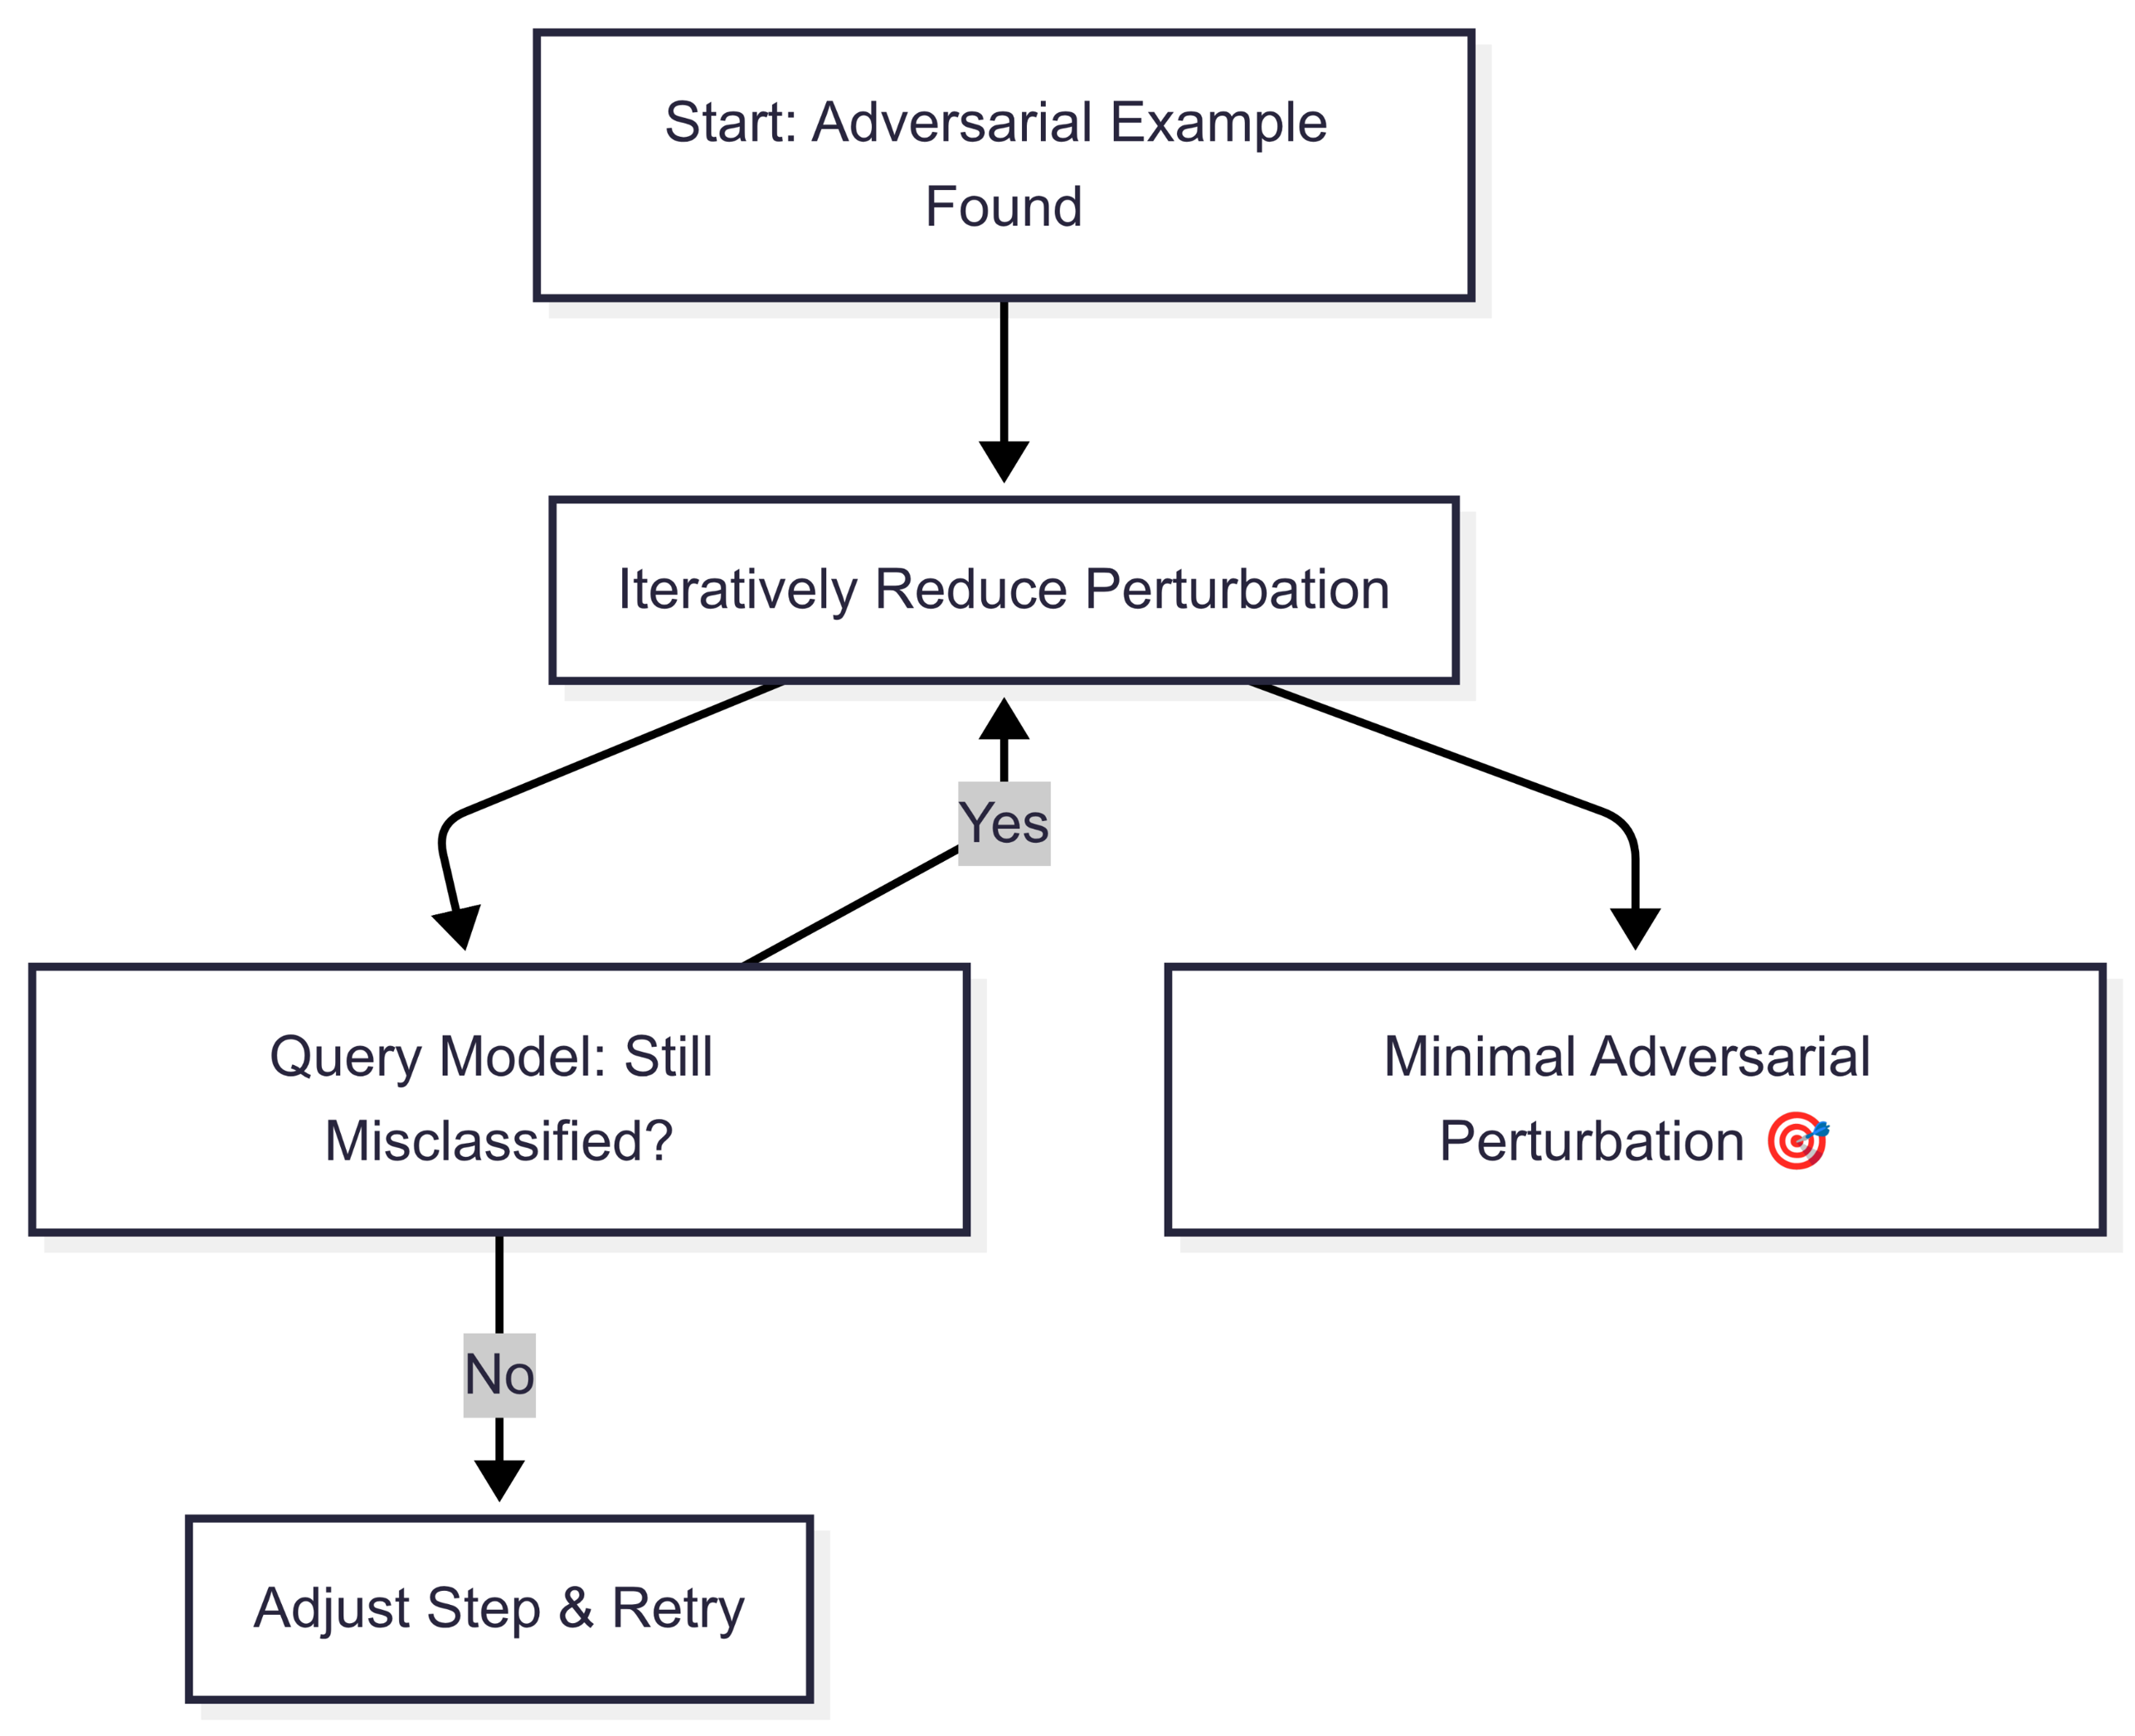 Start: Adversarial Example
Found
Iteratively Reduce Perturbation
Yes
Query Model: Still
Misclassified?
Minimal Adversarial
Perturbation 🎯
No
Adjust Step & Retry